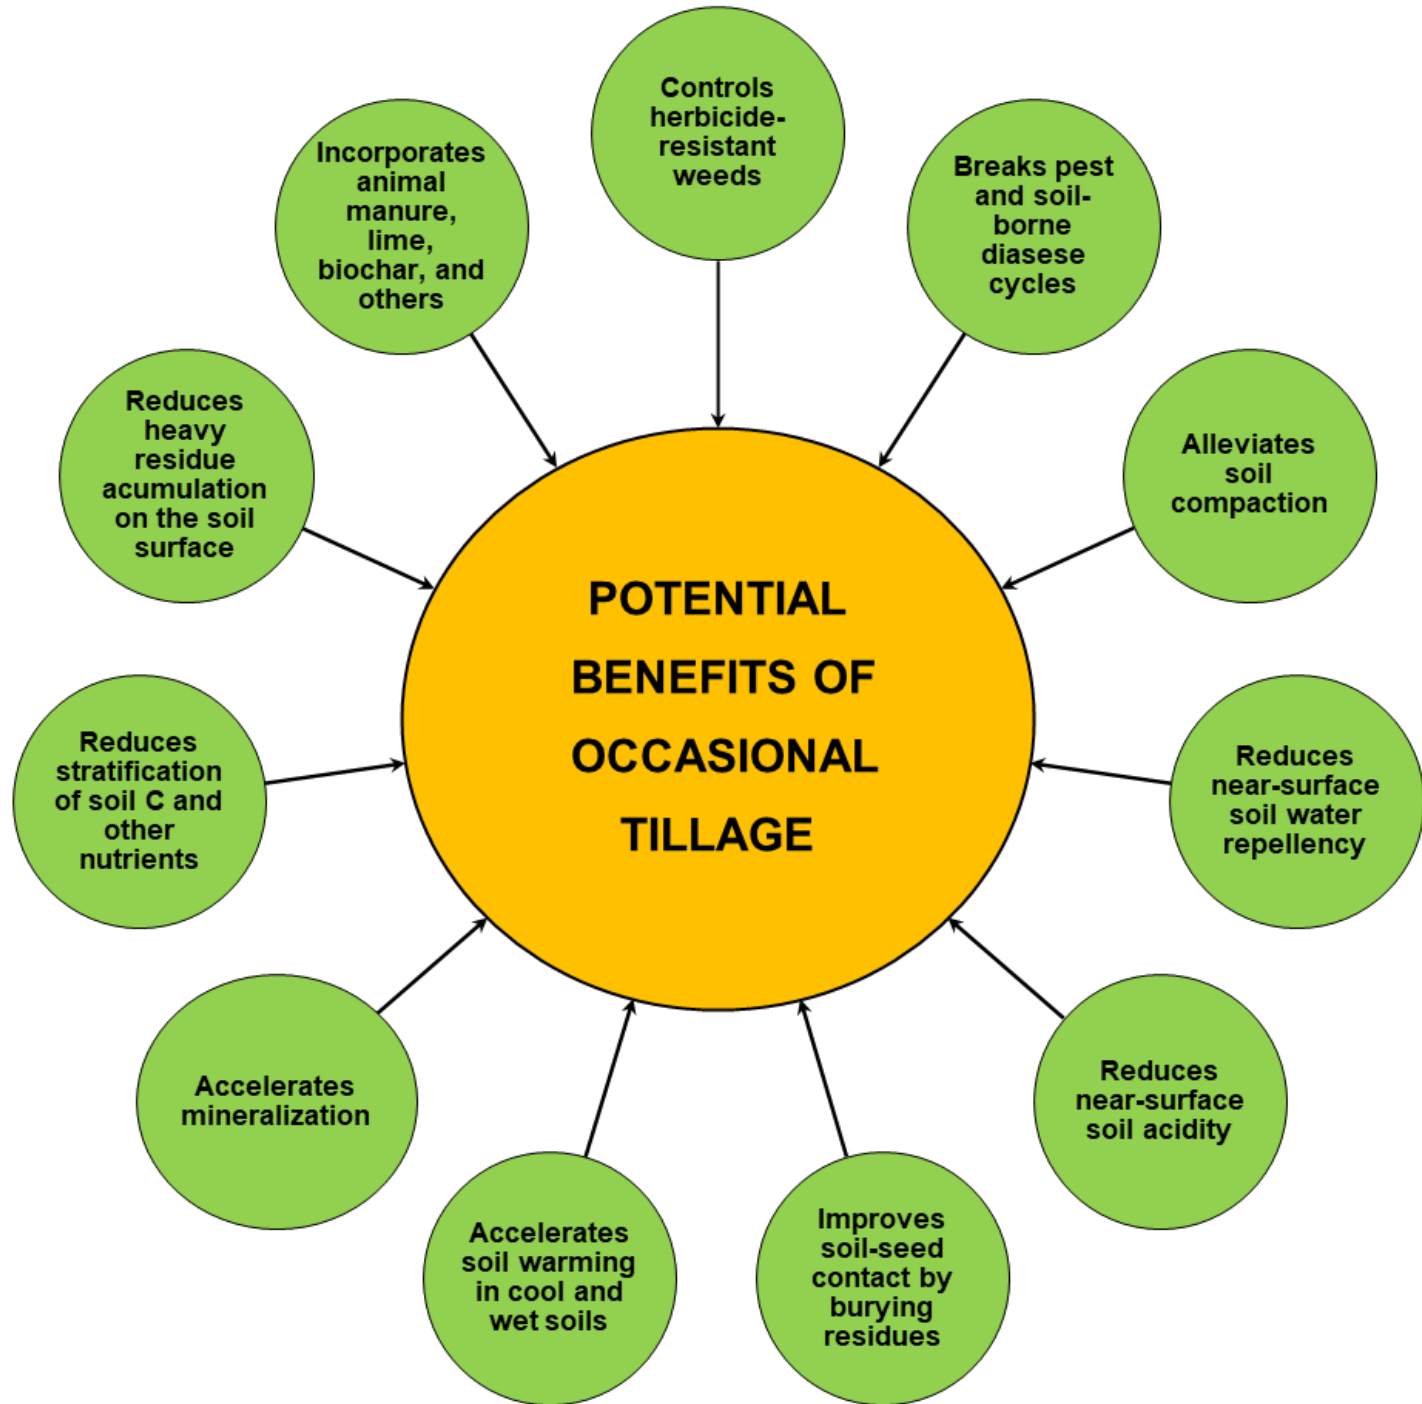 Controls
herbicide-
resistant
weeds
Breaks pest
and soil-
borne
diasese
cycles
Alleviates
soil
compaction
Reduces
near-surface
soil water
repellency
Reduces
near-surface
soil acidity
Improves
soil-seed
contact by
burying
residues
Accelerates
soil warming
in cool and
wet soils
Accelerates
mineralization
Reduces
stratification
of soil C and
other
nutrients
Reduces
heavy
residue
acumulation
on the soil
surface
Incorporates
animal
manure,
lime,
biochar, and
others
POTENTIAL
BENEFITS OF
OCCASIONAL
TILLAGE